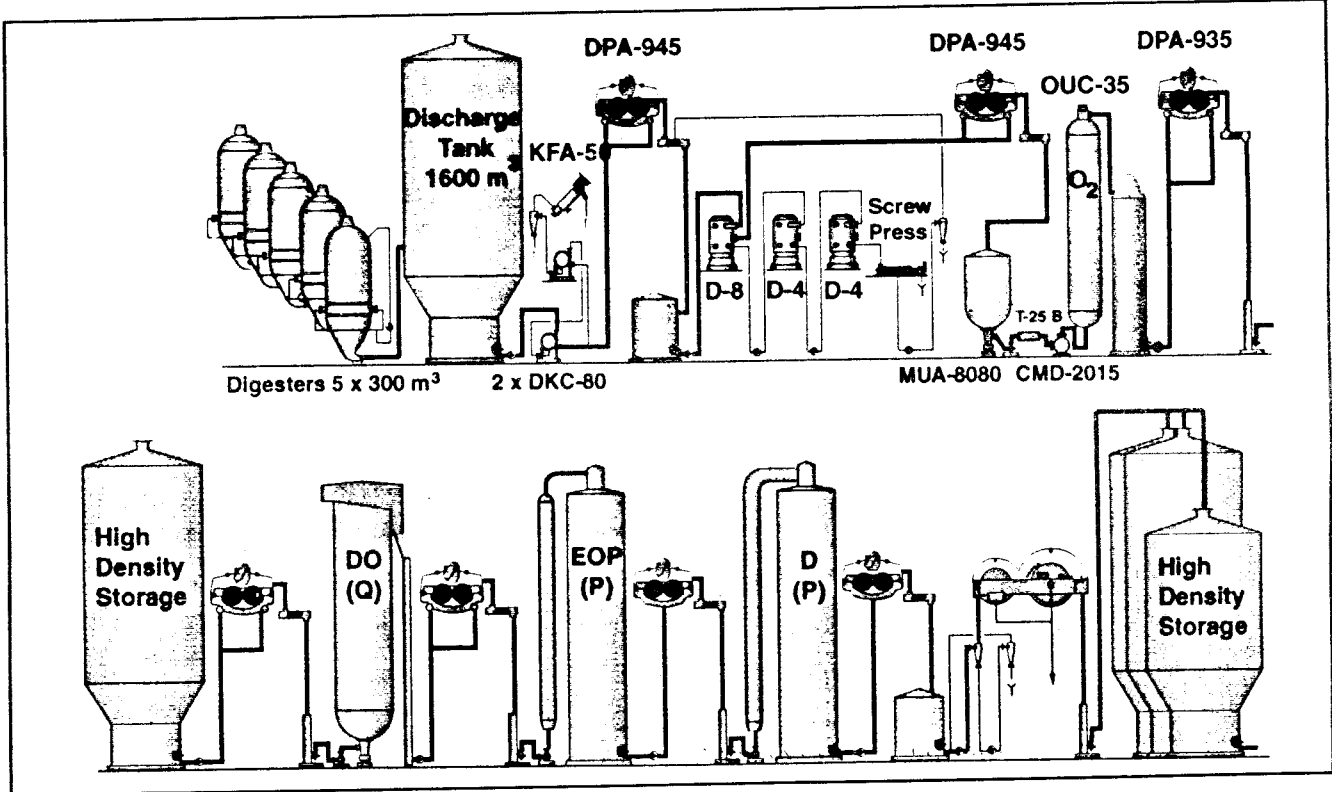 DPA-945
DPA-945
DPA-935
OUC-35
Discharge
Tank
1600 m³
KFA-50
O₂
Screw
Press
D-8
D-4
D-4
T-25 B
Digesters 5 x 300 m³
2 x DKC-80
MUA-8080
CMD-2015
High
Density
Storage
DO
(Q)
EOP
(P)
D
(P)
High
Density
Storage